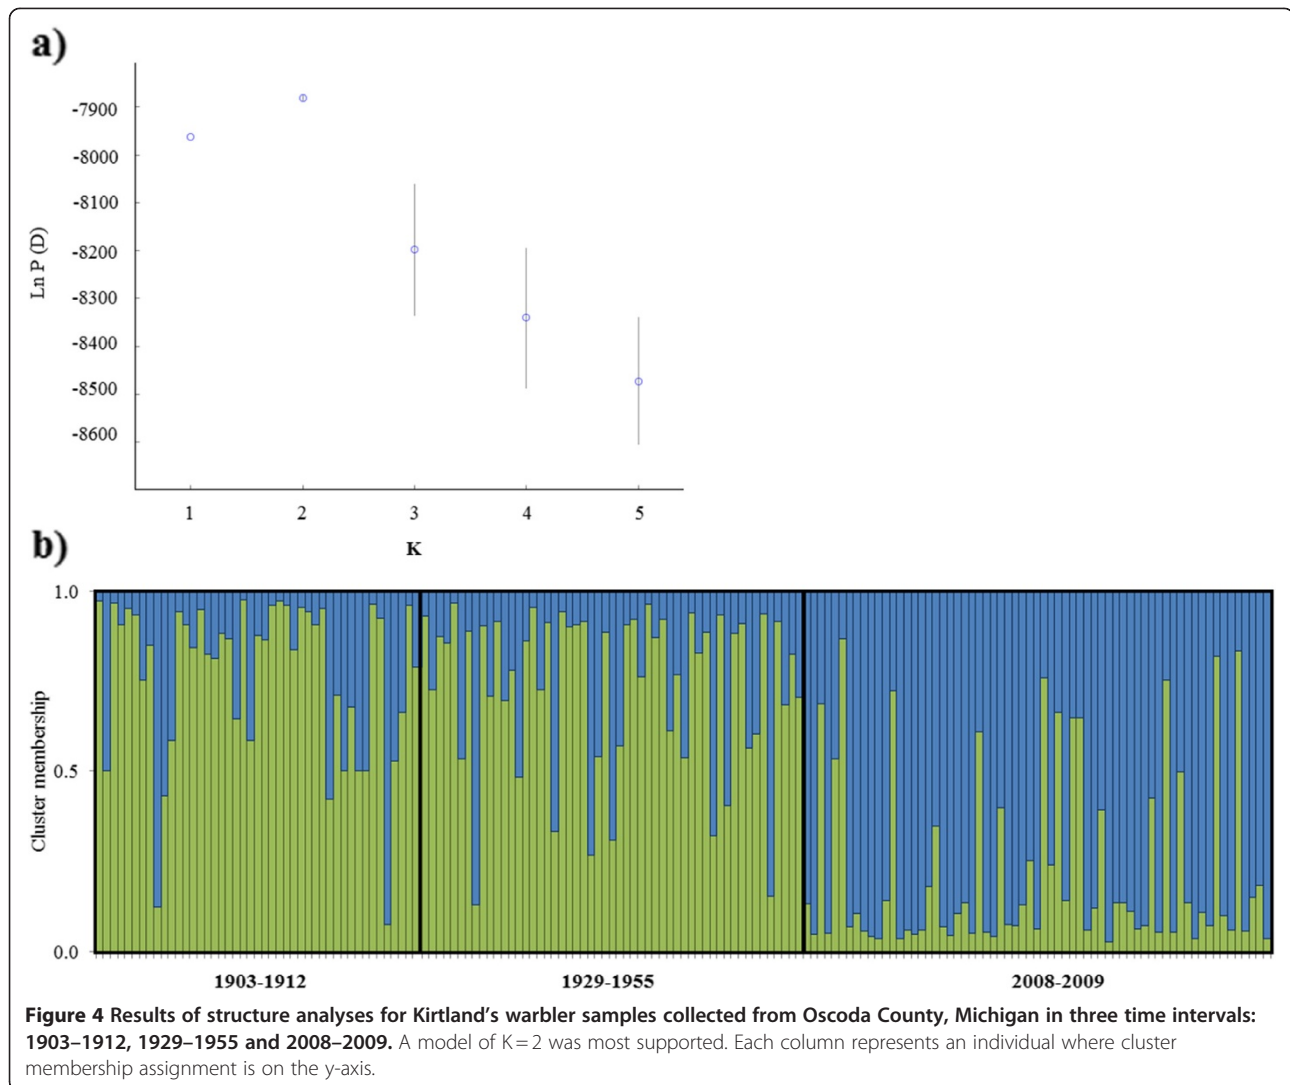 a)
-7900
-8000
-8100
-8200
-8300
-8400
-8500
-8600
Ln P (D)
1 2 3 4 5
K
b)
1.0
0.5
0.0
Cluster membership
1903-1912 1929-1955 2008-2009
Figure 4 Results of structure analyses for Kirtland's warbler samples collected from Oscoda County, Michigan in three time intervals:
1903–1912, 1929–1955 and 2008–2009. A model of K = 2 was most supported. Each column represents an individual where cluster
membership assignment is on the y-axis.